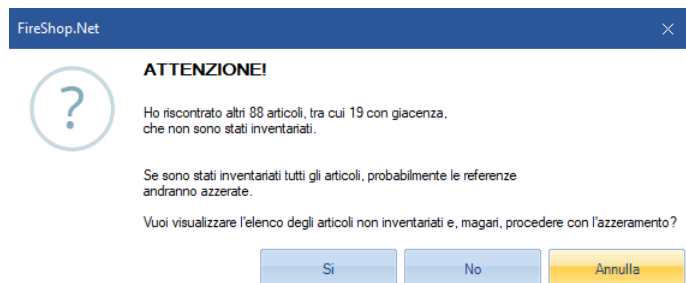 FireShop.Net
ATTENZIONE!
Ho riscontrato altri 88 articoli, tra cui 19 con giacenza,
che non sono stati inventariati.
Se sono stati inventariati tutti gli articoli, probabilmente le referenze
andranno azzerate.
Vuoi visualizzare l'elenco degli articoli non inventariati e, magari, procedere con l'azzeramento?
Si
No
Annulla